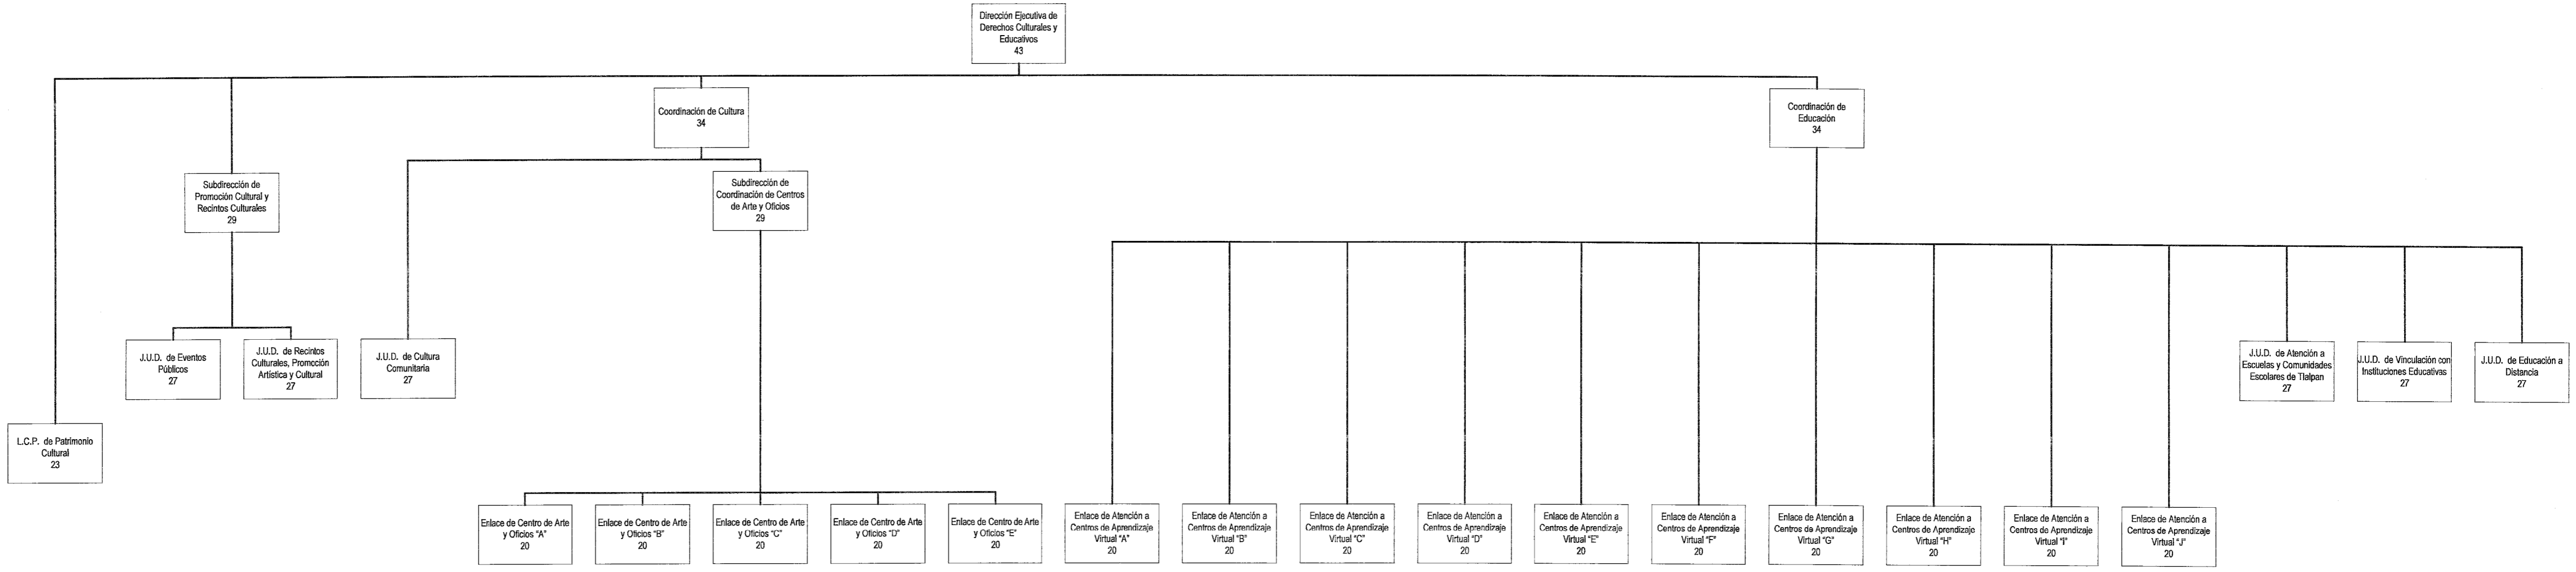 Dirección Ejecutiva de
Derechos Culturales y
Educativos
43
Coordinación de Cultura
34
Coordinación de
Educación
34
Subdirección de
Promoción Cultural y
Recintos Culturales
29
Subdirección de
Coordinación de Centros
de Arte y Oficios
29
J.U.D. de Eventos
Públicos
27
J.U.D. de Recintos
Culturales, Promoción
Artística y Cultural
27
J.U.D. de Cultura
Comunitaria
27
J.U.D. de Atención a
Escuelas y Comunidades
Escolares de Tlalpan
27
J.U.D. de Vinculación con
Instituciones Educativas
27
J.U.D. de Educación a
Distancia
27
L.C.P. de Patrimonio
Cultural
23
Enlace de Centro de Arte
y Oficios "A"
20
Enlace de Centro de Arte
y Oficios "B"
20
Enlace de Centro de Arte
y Oficios "C"
20
Enlace de Centro de Arte
y Oficios "D"
20
Enlace de Centro de Arte
y Oficios "E"
20
Enlace de Atención a
Centros de Aprendizaje
Virtual "A"
20
Enlace de Atención a
Centros de Aprendizaje
Virtual "B"
20
Enlace de Atención a
Centros de Aprendizaje
Virtual "C"
20
Enlace de Atención a
Centros de Aprendizaje
Virtual "D"
20
Enlace de Atención a
Centros de Aprendizaje
Virtual "E"
20
Enlace de Atención a
Centros de Aprendizaje
Virtual "F"
20
Enlace de Atención a
Centros de Aprendizaje
Virtual "G"
20
Enlace de Atención a
Centros de Aprendizaje
Virtual "H"
20
Enlace de Atención a
Centros de Aprendizaje
Virtual "I"
20
Enlace de Atención a
Centros de Aprendizaje
Virtual "J"
20